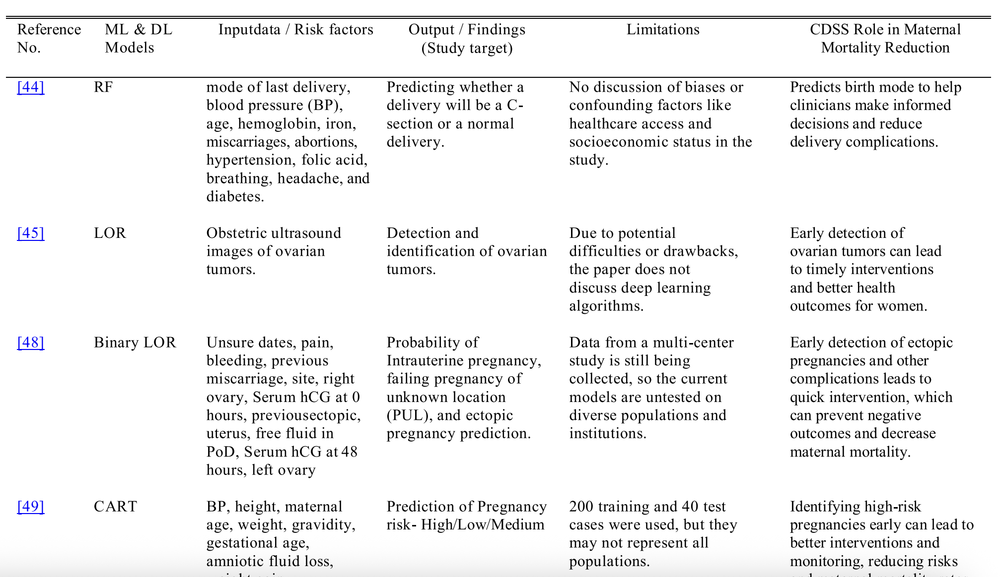 Reference No.
ML & DL Models
Inputdata / Risk factors
Output / Findings (Study target)
Limitations
CDSS Role in Maternal Mortality Reduction
[44]
RF
mode of last delivery,
blood pressure (BP),
age, hemoglobin, iron,
miscarriages, abortions,
hypertension, folic acid,
breathing, headache, and
diabetes.
Predicting whether a
delivery will be a C-
section or a normal
delivery.
No discussion of biases or
confounding factors like
healthcare access and
socioeconomic status in the
study.
Predicts birth mode to help
clinicians make informed
decisions and reduce
delivery complications.
[45]
LOR
Obstetric ultrasound
images of ovarian
tumors.
Detection and
identification of ovarian
tumors.
Due to potential
difficulties or drawbacks,
the paper does not
discuss deep learning
algorithms.
Early detection of
ovarian tumors can lead
to timely interventions
and better health
outcomes for women.
[48]
Binary LOR
Unsure dates, pain,
bleeding, previous
miscarriage, site, right
ovary, Serum hCG at 0
hours, previousectopic,
uterus, free fluid in
PoD, Serum hCG at 48
hours, left ovary
Probability of
Intrauterine pregnancy,
failing pregnancy of
unknown location
(PUL), and ectopic
pregnancy prediction.
Data from a multi-center
study is still being
collected, so the current
models are untested on
diverse populations and
institutions.
Early detection of ectopic
pregnancies and other
complications leads to
quick intervention, which
can prevent negative
outcomes and decrease
maternal mortality.
[49]
CART
BP, height, maternal
age, weight, gravidity,
gestational age,
amniotic fluid loss,
Prediction of Pregnancy
risk- High/Low/Medium
200 training and 40 test
cases were used, but they
may not represent all
populations.
Identifying high-risk
pregnancies early can lead to
better interventions and
monitoring, reducing risks